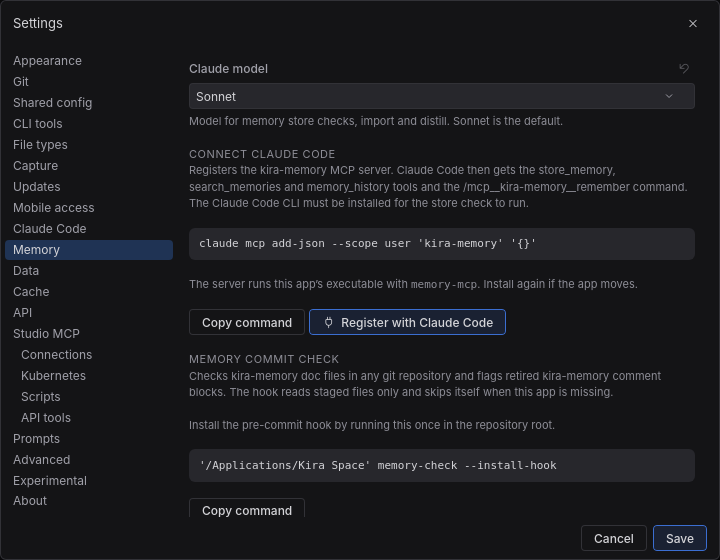 Settings
Appearance
Git
Shared config
CLI tools
File types
Capture
Updates
Mobile access
Claude Code
Memory
Data
Cache
API
Studio MCP
Connections
Kubernetes
Scripts
API tools
Prompts
Advanced
Experimental
About
Claude model
Sonnet
Model for memory store checks, import and distill. Sonnet is the default.
CONNECT CLAUDE CODE
Registers the kira-memory MCP server. Claude Code then gets the store_memory,
search_memories and memory_history tools and the /mcp__kira-memory__remember command.
The Claude Code CLI must be installed for the store check to run.
claude mcp add-json --scope user 'kira-memory' '{}'
The server runs this app's executable with memory-mcp. Install again if the app moves.
Copy command
Register with Claude Code
MEMORY COMMIT CHECK
Checks kira-memory doc files in any git repository and flags retired kira-memory comment
blocks. The hook reads staged files only and skips itself when this app is missing.
Install the pre-commit hook by running this once in the repository root.
'/Applications/Kira Space' memory-check --install-hook
Copy command
Cancel
Save